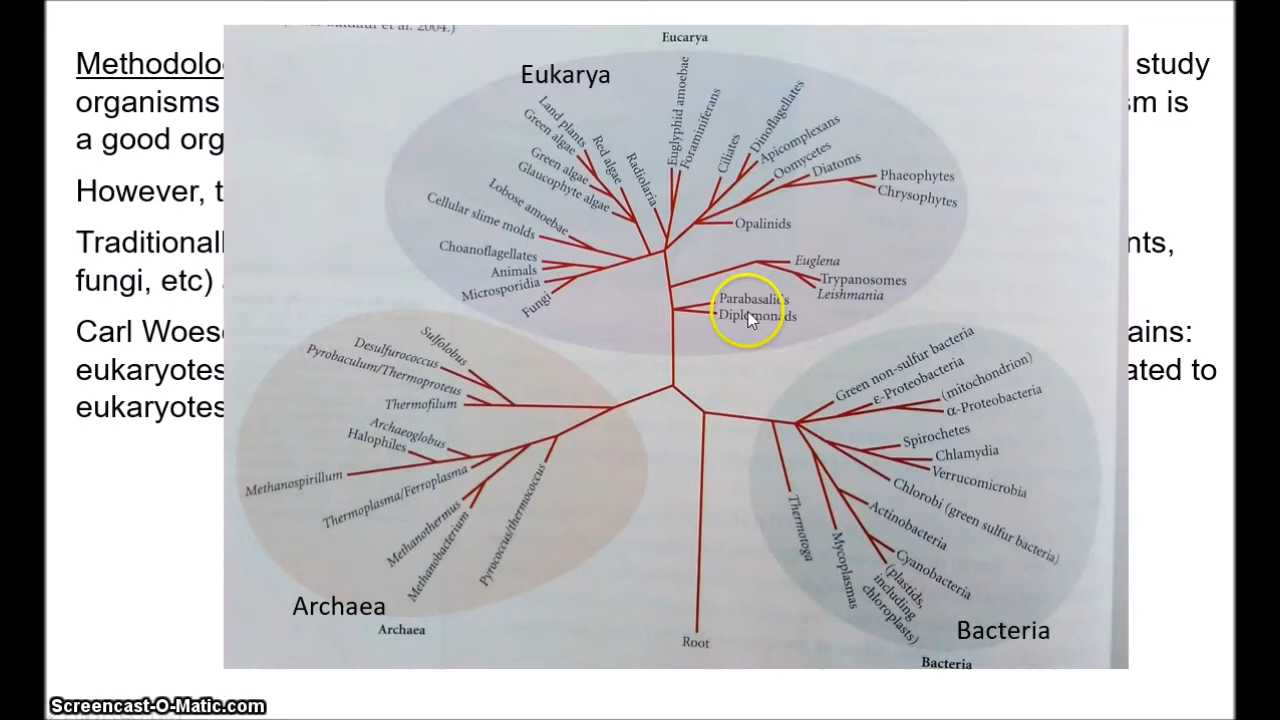 Baldauf et al. 2004.)
Eucarya
Methodolo
study
Eukarya
organisms
sm is
a good org
However, t
Traditional
nts,
fungi, etc)
Carl Woes
ains:
eukaryotes
ated to
eukaryotes
Land plants
Green algae
Red algae
Green algae
Glaucophyte algae
Radiolaria
Euglyphid amoebae
Foraminiferans
Ciliates
Dinoflagellates
Apicomplexans
Oomycetes
Diatoms
Phaeophytes
Chrysophytes
Opalinids
Lobose amoebae
Cellular slime molds
Choanoflagellates
Animals
Microsporidia
Fungi
Euglena
Trypanosomes
Leishmania
Parabasalids
Diplomonads
Sulfolobus
Desulfurococcus
Pyrobaculum/Thermoproteus
Thermofilum
Archaeoglobus
Halophiles
Methanospirillum
Thermoplasma/Ferroplasma
Methanothermus
Methanobacterium
Pyrococcus/thermococcus
Archaea
Archaea
Green non-sulfur bacteria
ε-Proteobacteria
(mitochondrion)
α-Proteobacteria
Spirochetes
Chlamydia
Verrucomicrobia
Chlorobi (green sulfur bacteria)
Actinobacteria
Cyanobacteria
(plastids,
including
chloroplasts)
Mycoplasmas
Thermotoga
Bacteria
Bacteria
Root
Screencast-O-Matic.com